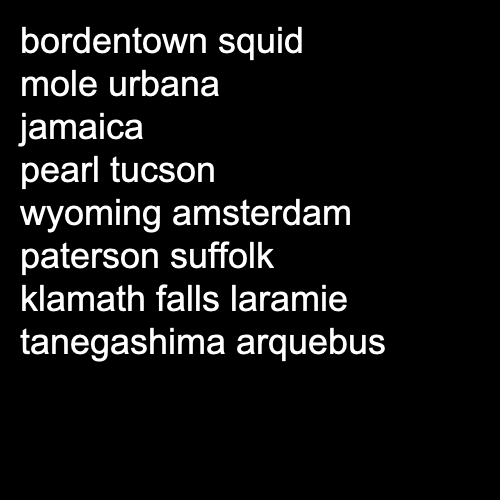 bordentown squid
mole urbana
jamaica
pearl tucson
wyoming amsterdam
paterson suffolk
klamath falls laramie
tanegashima arquebus